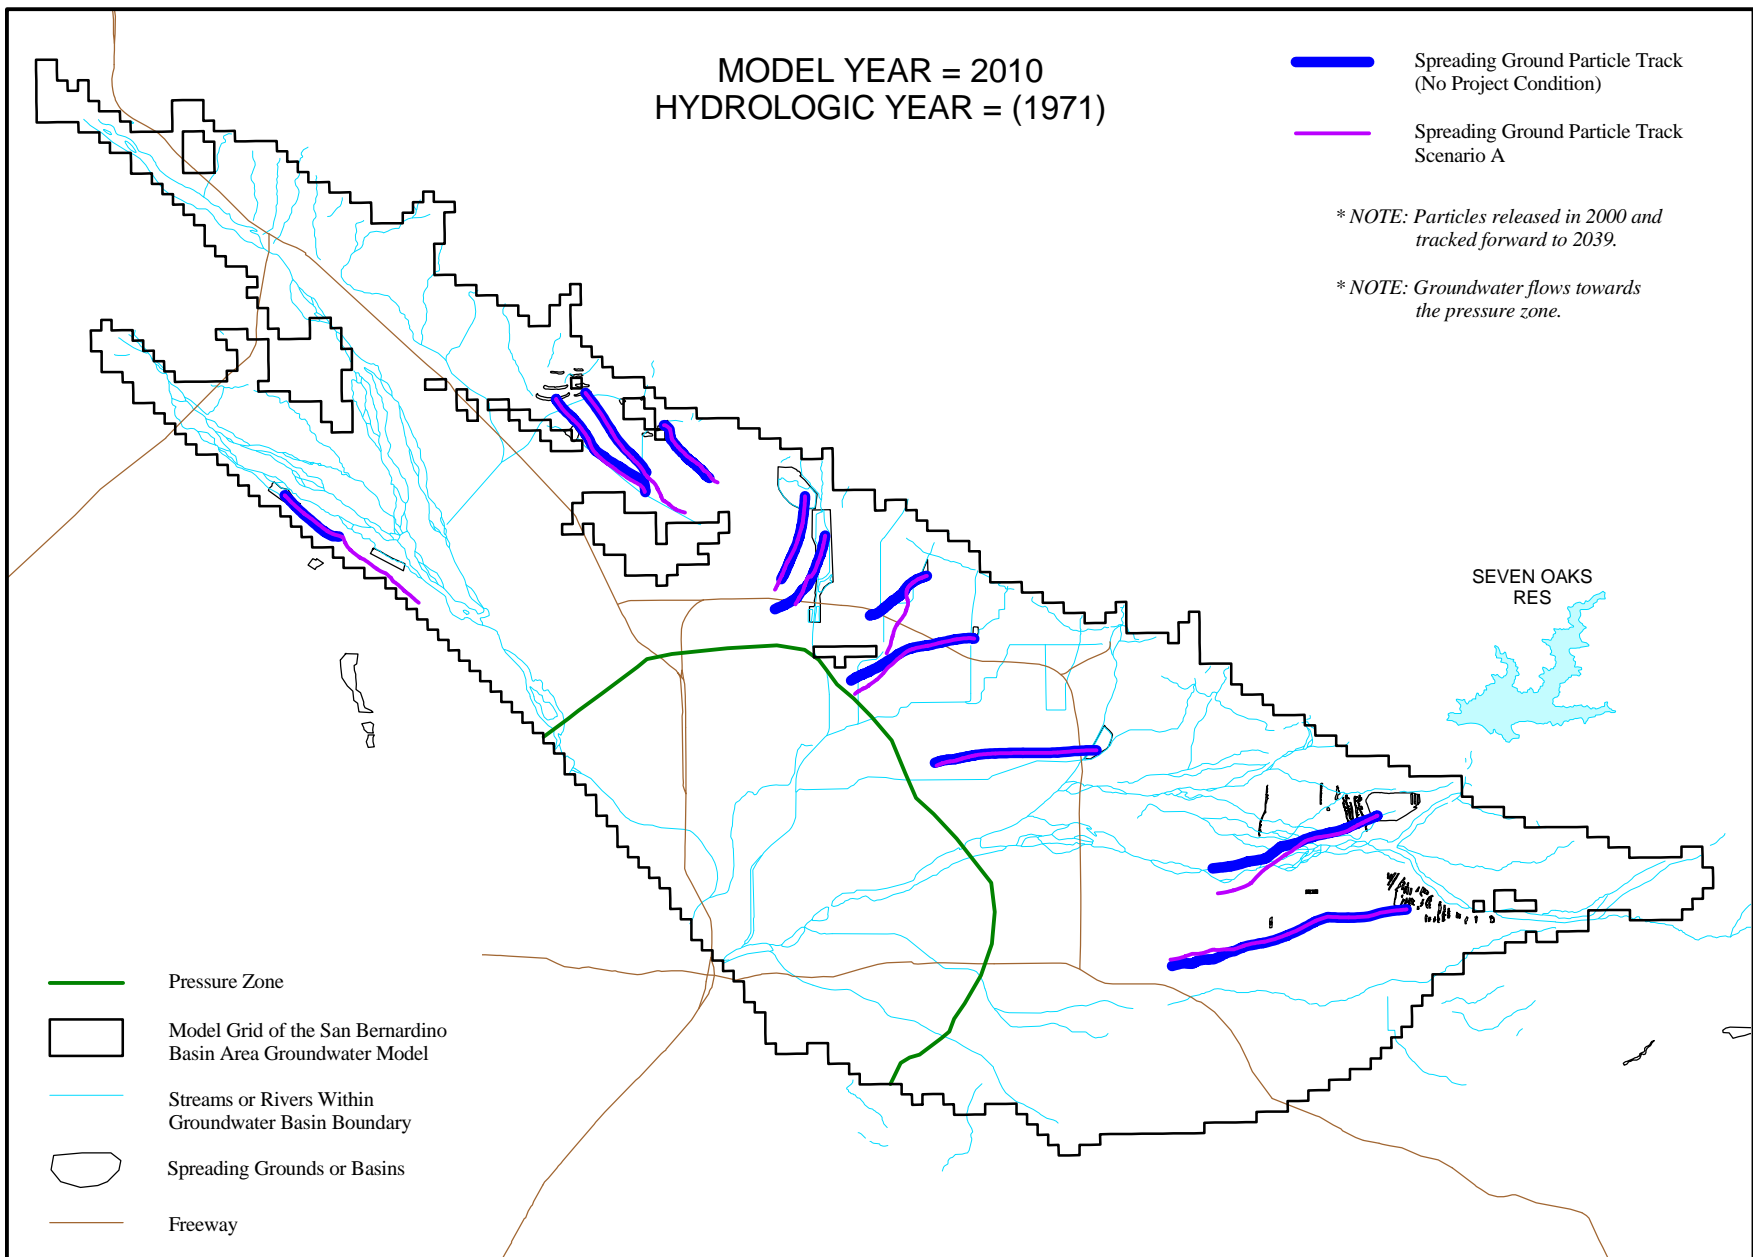 MODEL YEAR = 2010
HYDROLOGIC YEAR = (1971)
Spreading Ground Particle Track
(No Project Condition)
Spreading Ground Particle Track
Scenario A
* NOTE: Particles released in 2000 and
tracked forward to 2039.
* NOTE: Groundwater flows towards
the pressure zone.
SEVEN OAKS
RES
Pressure Zone
Model Grid of the San Bernardino
Basin Area Groundwater Model
Streams or Rivers Within
Groundwater Basin Boundary
Spreading Grounds or Basins
Freeway